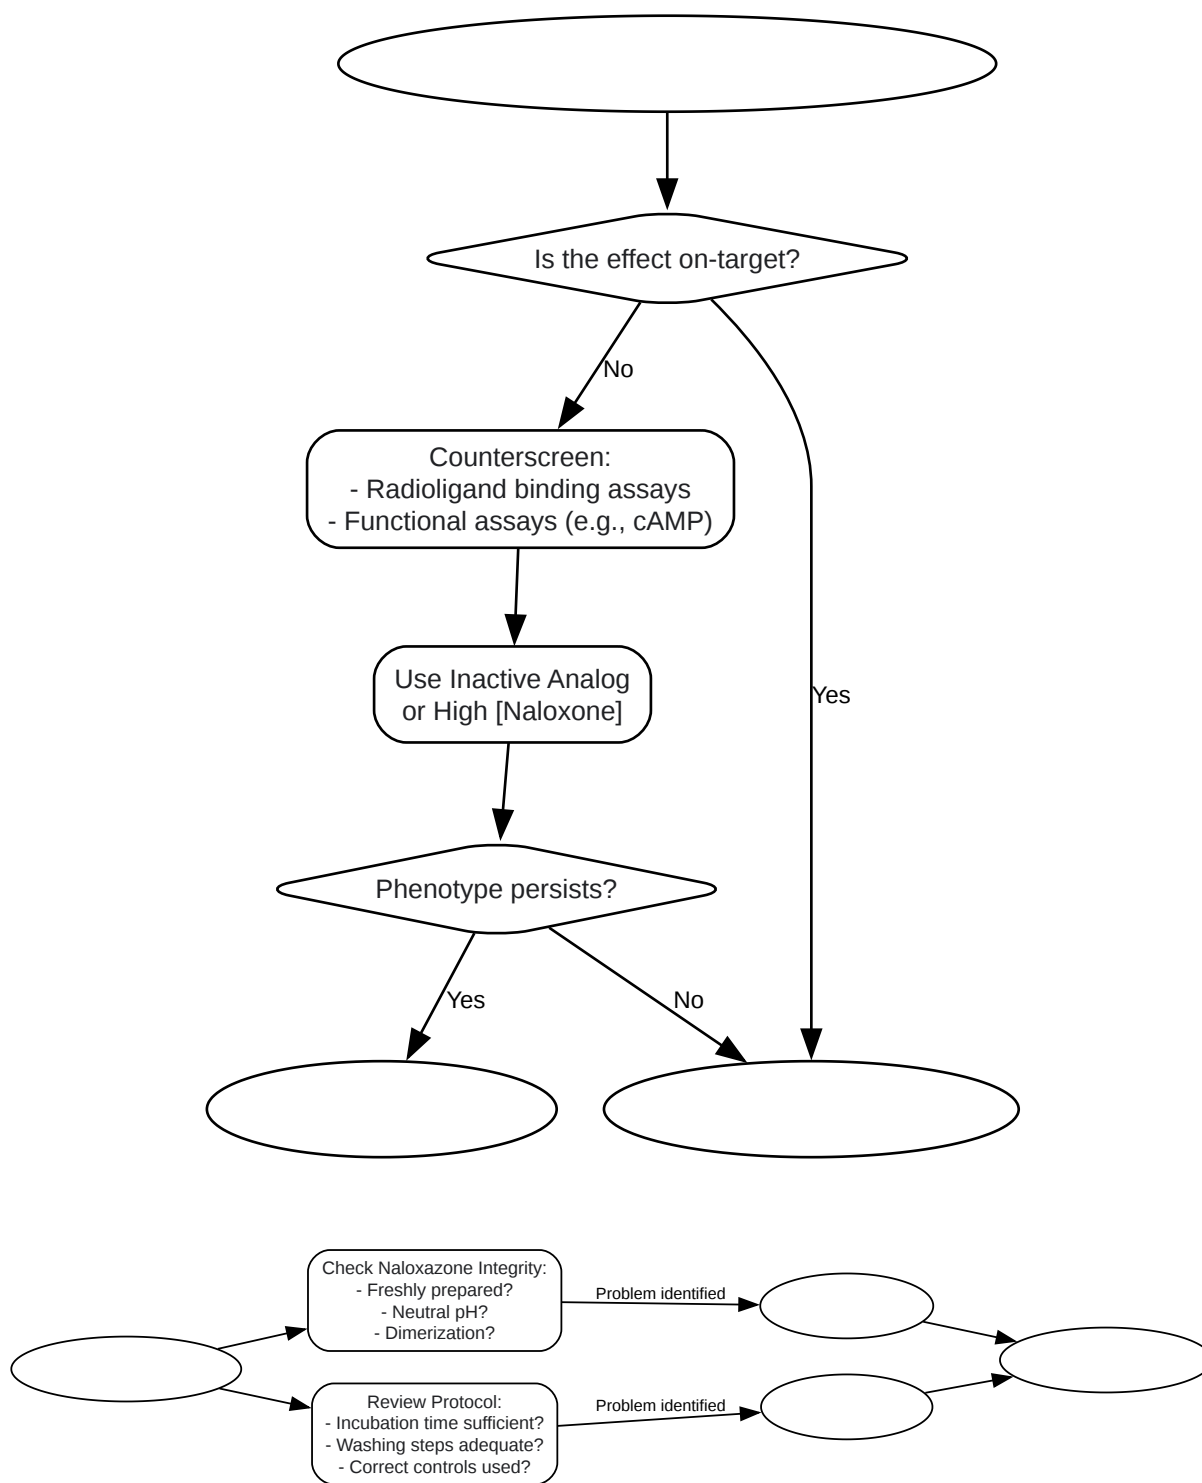 Is the effect on-target?
No
Counterscreen:
- Radioligand binding assays
- Functional assays (e.g., cAMP)
Use Inactive Analog
or High [Naloxone]
Yes
Phenotype persists?
Yes
No
Check Naloxazone Integrity:
- Freshly prepared?
- Neutral pH?
- Dimerization?
Problem identified
Review Protocol:
- Incubation time sufficient?
- Washing steps adequate?
- Correct controls used?
Problem identified